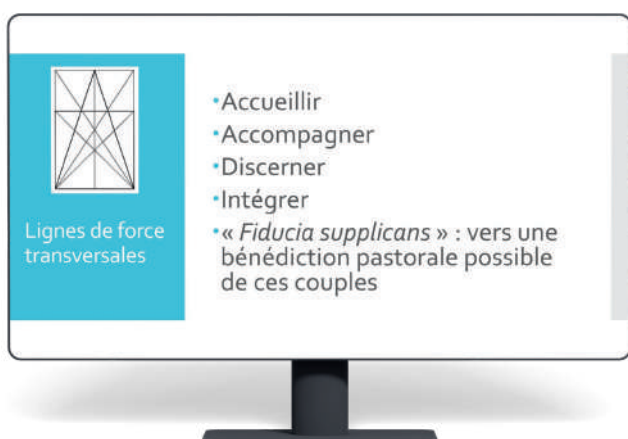 Lignes de force
transversales
•Accueillir
•Accompagner
•Discerner
•Intégrer
•« Fiducia supplicans » : vers une
bénédiction pastorale possible
de ces couples